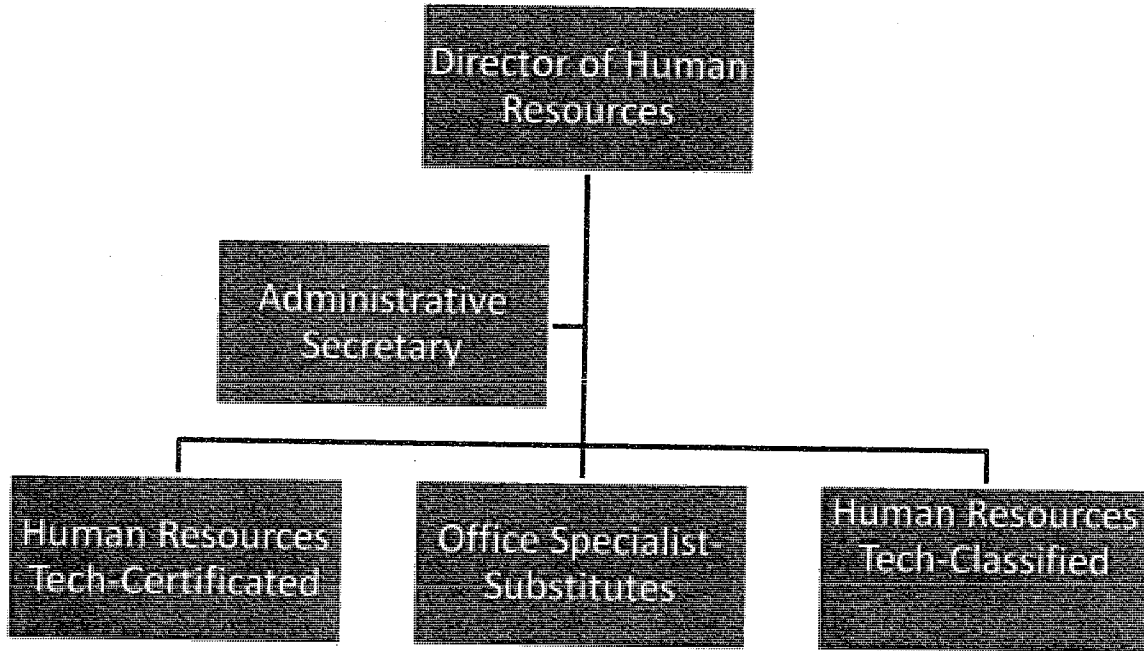 Director of Human
Resources
Administrative
Secretary
Human Resources
Tech-Certificated
Office Specialist-
Substitutes
Human Resources
Tech-Classified